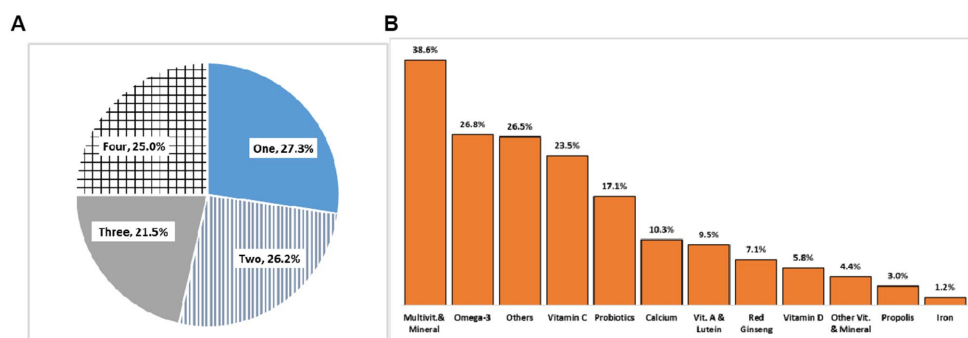 A
B
Four, 25.0%
One, 27.3%
Three, 21.5%
Two, 26.2%
38.6%
26.8%
26.5%
23.5%
17.1%
10.3%
9.5%
7.1%
5.8%
4.4%
3.0%
1.2%
Multivit.&
Mineral
Omega-3
Others
Vitamin C
Probiotics
Calcium
Vit. A &
Lutein
Red
Ginseng
Vitamin D
Other Vit.
& Mineral
Propolis
Iron